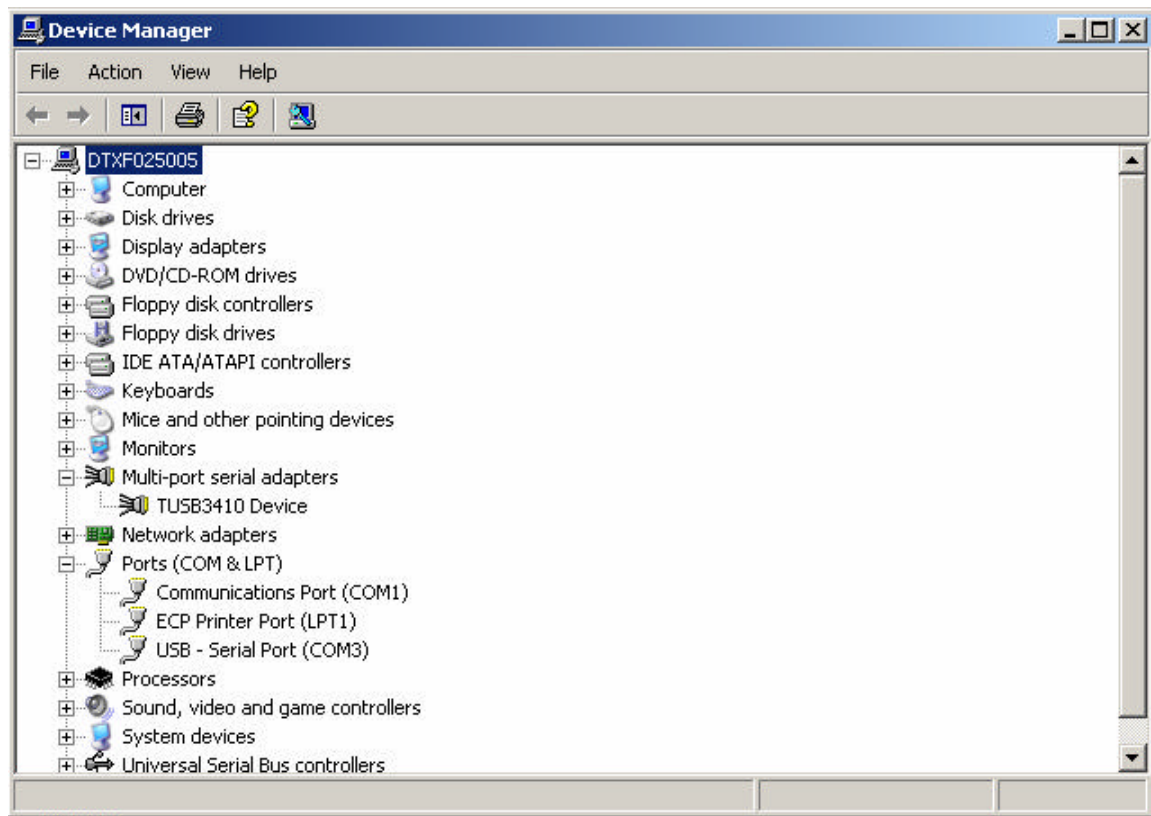 Device Manager
File Action View Help
DTXF025005
Computer
Disk drives
Display adapters
DVD/CD-ROM drives
Floppy disk controllers
Floppy disk drives
IDE ATA/ATAPI controllers
Keyboards
Mice and other pointing devices
Monitors
Multi-port serial adapters
TUSB3410 Device
Network adapters
Ports (COM & LPT)
Communications Port (COM1)
ECP Printer Port (LPT1)
USB - Serial Port (COM3)
Processors
Sound, video and game controllers
System devices
Universal Serial Bus controllers